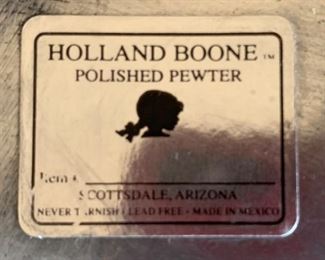 HOLLAND BOONE ™
POLISHED PEWTER
Item #
SCOTTSDALE, ARIZONA
NEVER TARNISH • LEAD FREE • MADE IN MEXICO